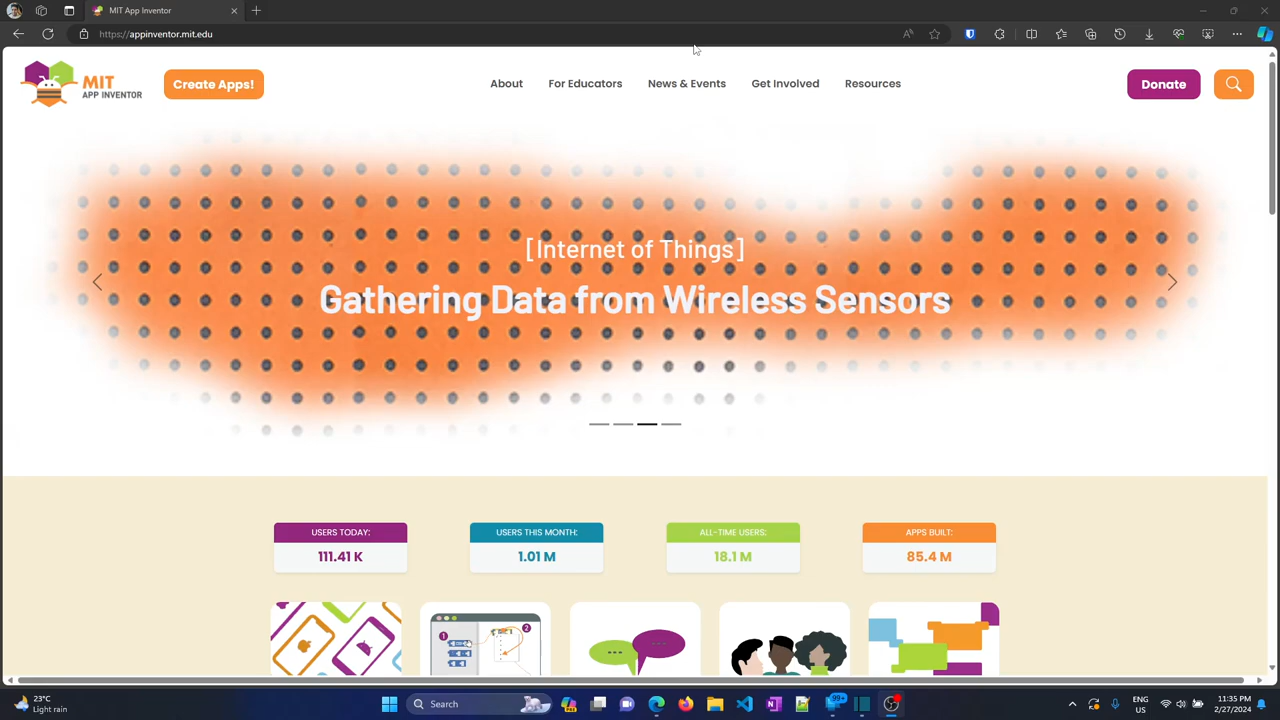 MIT App Inventor
https://appinventor.mit.edu
MIT
APP INVENTOR
Create Apps!
About
For Educators
News & Events
Get Involved
Resources
Donate
[Internet of Things]
Gathering Data from Wireless Sensors
USERS TODAY:
111.41 K
USERS THIS MONTH:
1.01 M
ALL-TIME USERS:
18.1 M
APPS BUILT:
85.4 M
1
2
23°C
Light rain
Search
99+
ENG
US
11:35 PM
2/27/2024